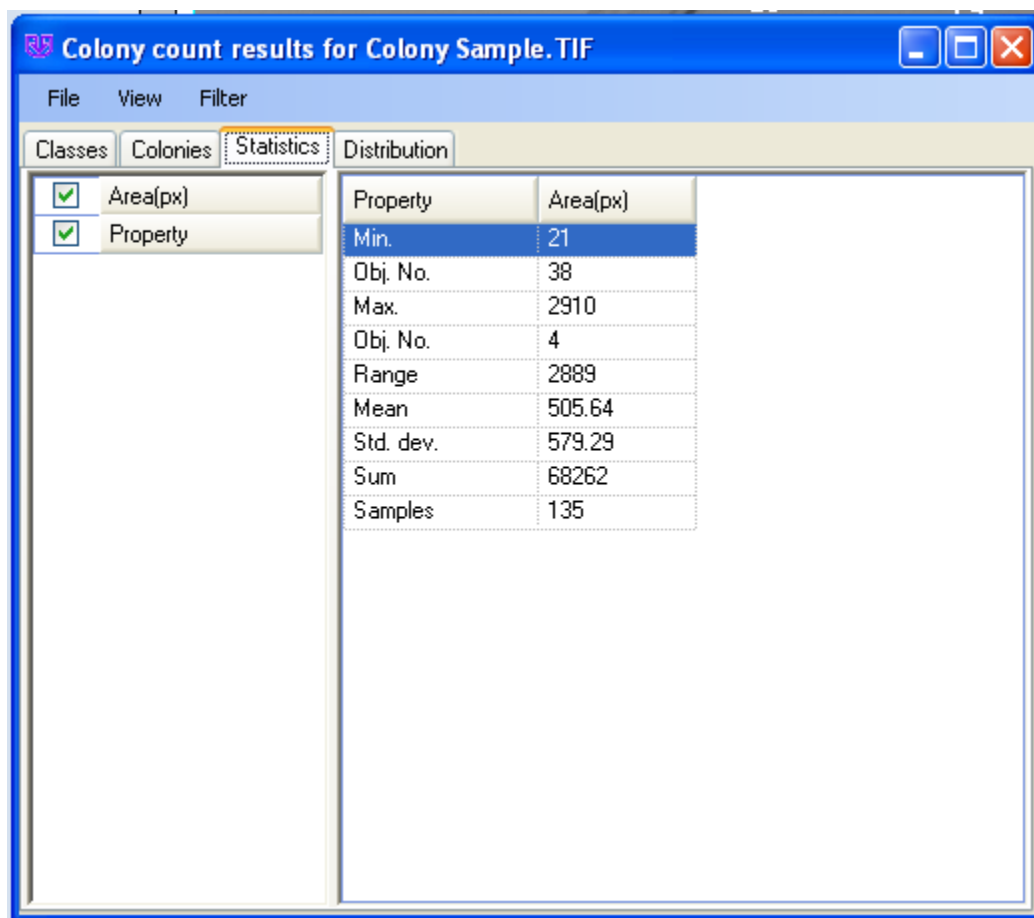 Colony count results for Colony Sample.TIF
File View Filter
Classes Colonies Statistics Distribution
Area(px)
Property
Property Area(px)
Min. 21
Obj. No. 38
Max. 2910
Obj. No. 4
Range 2889
Mean 505.64
Std. dev. 579.29
Sum 68262
Samples 135